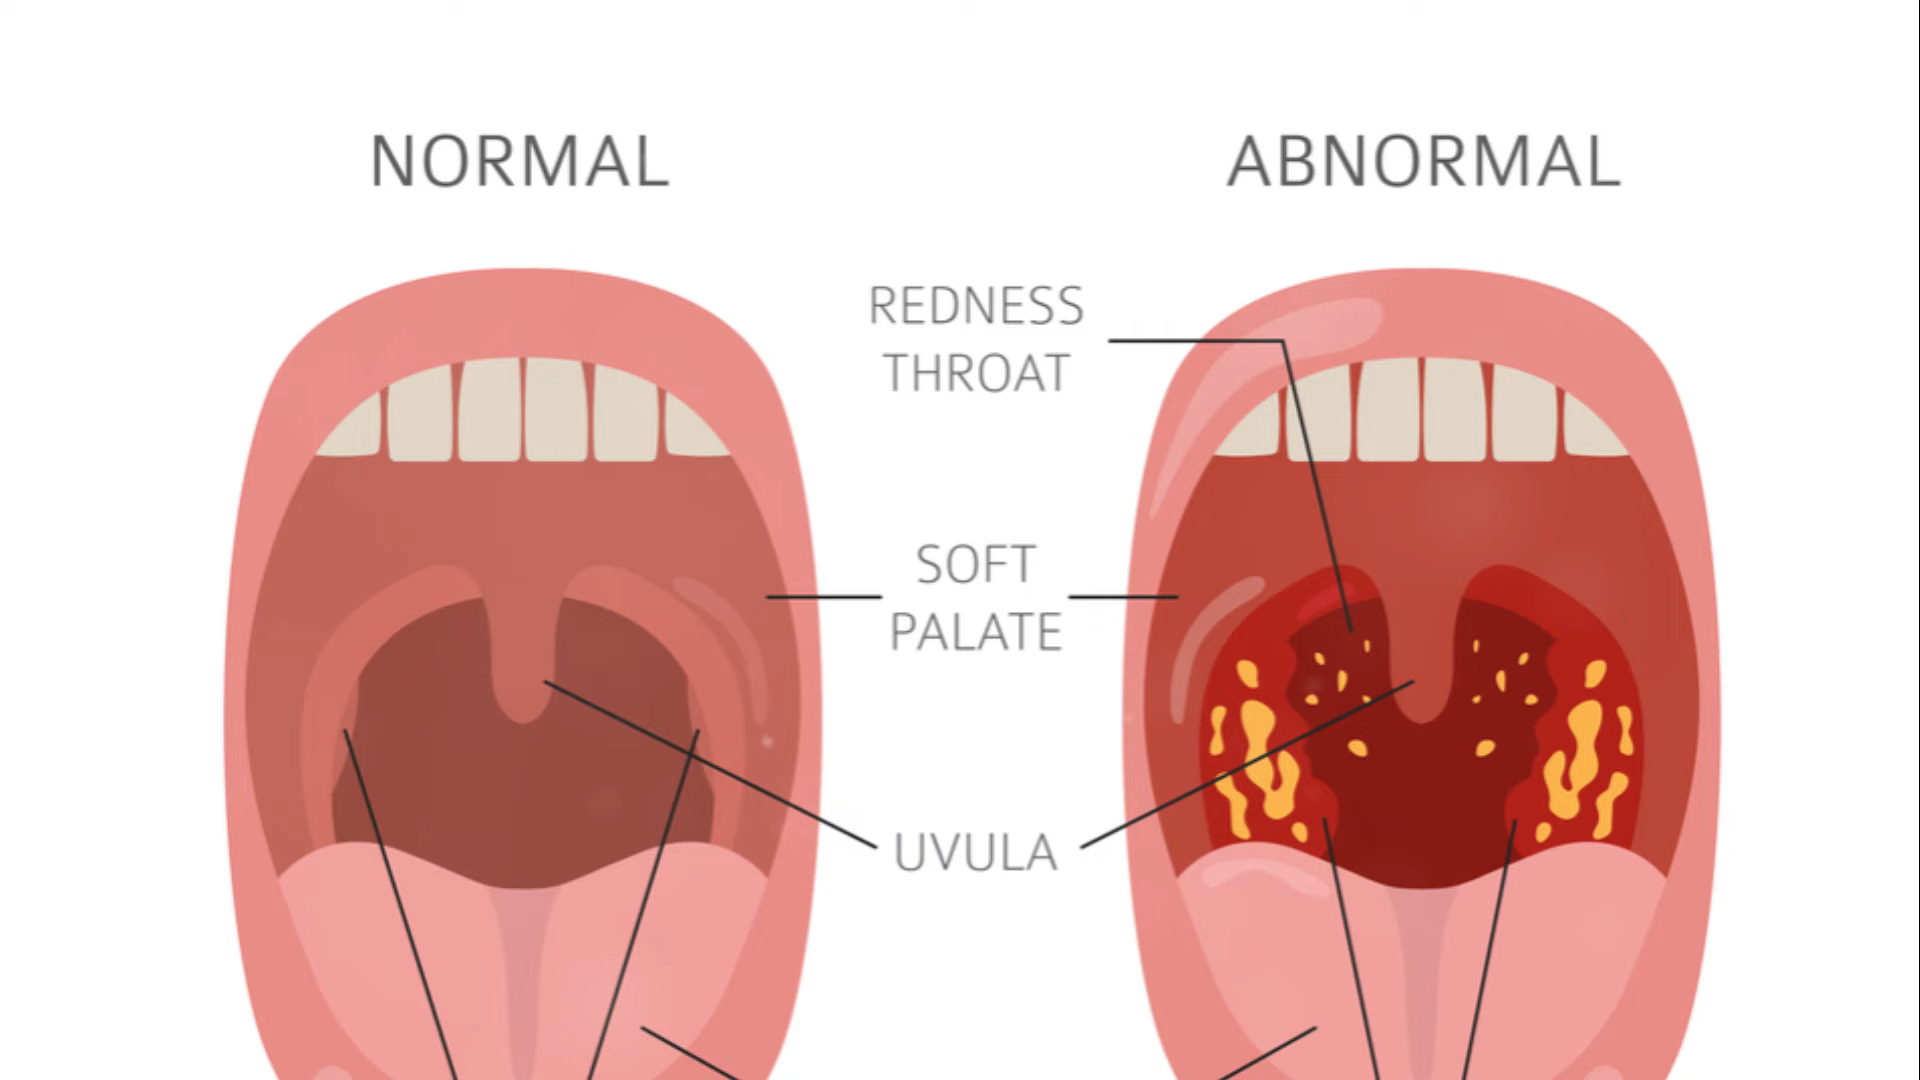 NORMAL
ABNORMAL
REDNESS
THROAT
SOFT
PALATE
UVULA